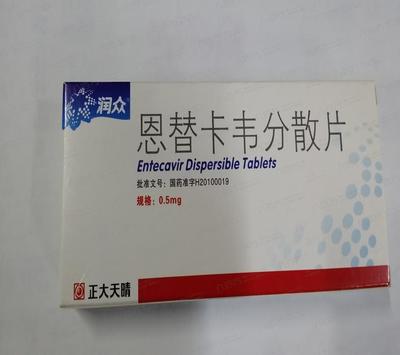 润众
恩替卡韦分散片
Entecavir Dispersible Tablets
批准文号：国药准字H20100019
规格：0.5mg
正大天晴